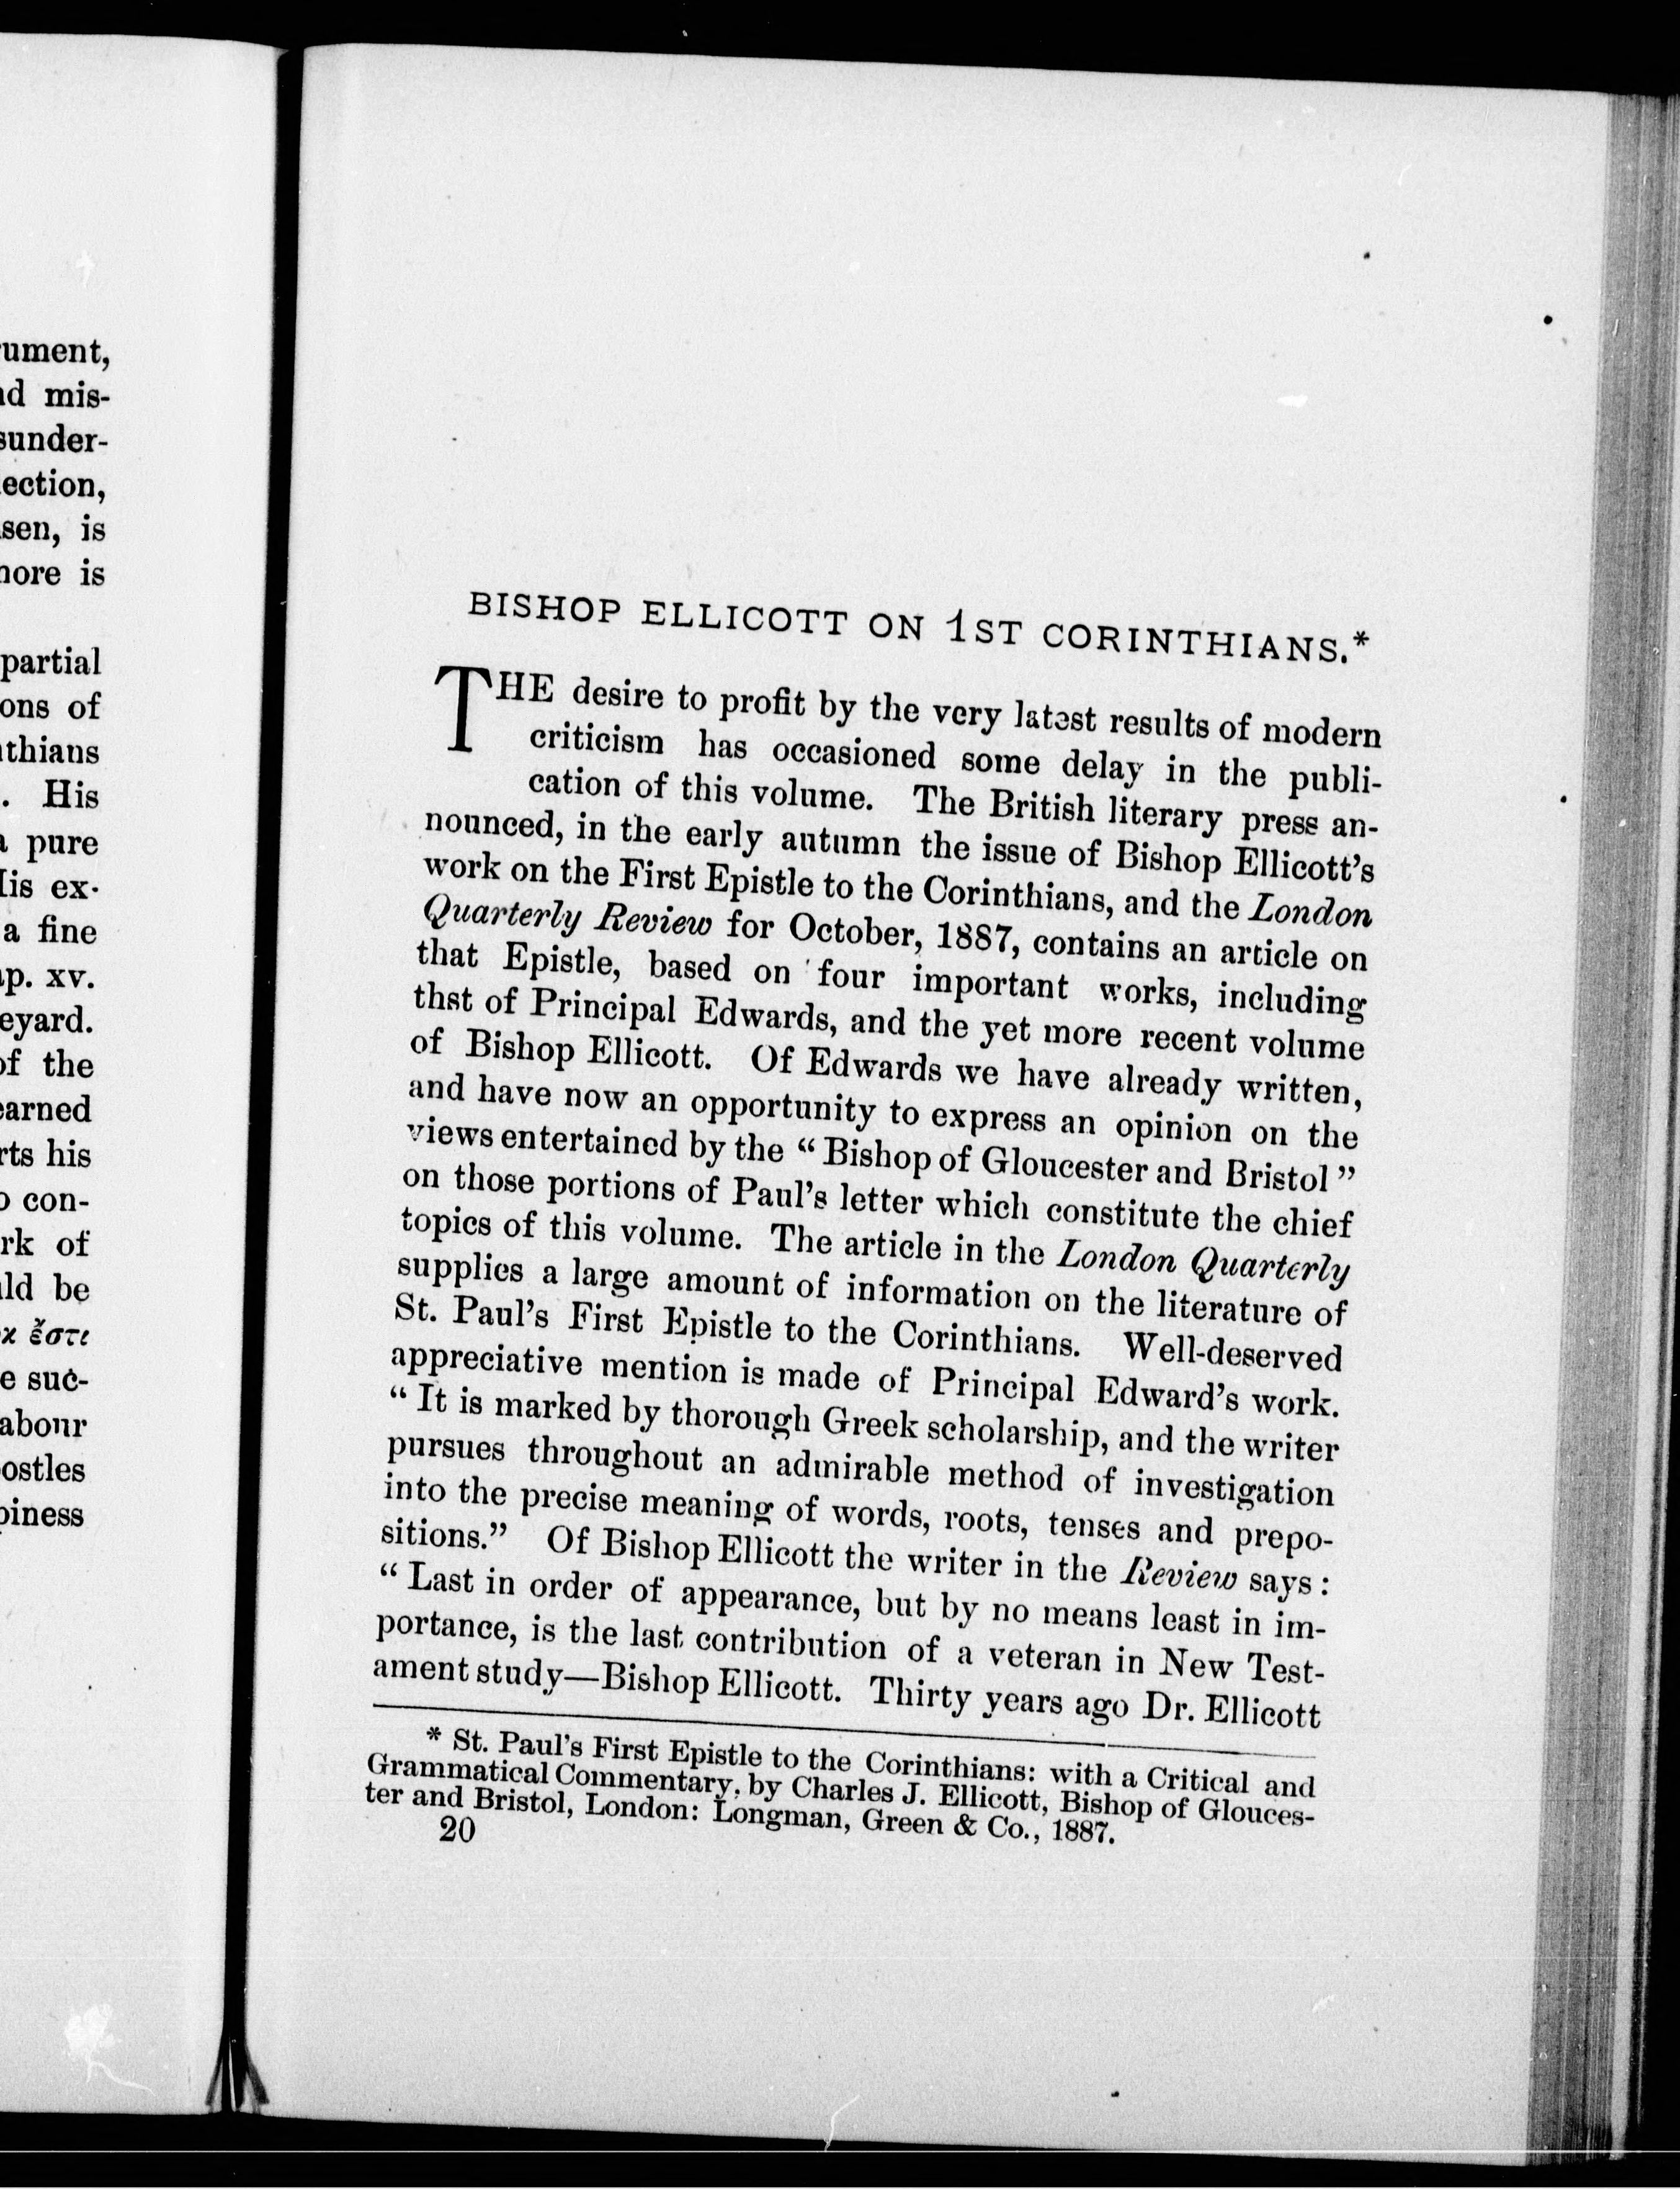 ument,
nd mis-
sunder-
ection,
sen, is
more is
partial
ons of
nthians
. His
a pure
His ex-
a fine
ap. xv.
eyard.
of the
earned
rts his
o con-
rk of
uld be
ἔστι
e suc-
abour
ostles
piness
BISHOP ELLICOTT ON 1ST CORINTHIANS.*
THE desire to profit by the very latest results of modern
criticism has occasioned some delay in the publi-
cation of this volume. The British literary press an-
nounced, in the early autumn the issue of Bishop Ellicott's
work on the First Epistle to the Corinthians, and the London
Quarterly Review for October, 1887, contains an article on
that Epistle, based on four important works, including
thst of Principal Edwards, and the yet more recent volume
of Bishop Ellicott. Of Edwards we have already written,
and have now an opportunity to express an opinion on the
views entertained by the “Bishop of Gloucester and Bristol”
on those portions of Paul's letter which constitute the chief
topics of this volume. The article in the London Quarterly
supplies a large amount of information on the literature of
St. Paul's First Epistle to the Corinthians. Well-deserved
appreciative mention is made of Principal Edward's work.
“It is marked by thorough Greek scholarship, and the writer
pursues throughout an admirable method of investigation
into the precise meaning of words, roots, tenses and prepo-
sitions.” Of Bishop Ellicott the writer in the Review says:
“Last in order of appearance, but by no means least in im-
portance, is the last contribution of a veteran in New Test-
ament study—Bishop Ellicott. Thirty years ago Dr. Ellicott
* St. Paul's First Epistle to the Corinthians: with a Critical and
Grammatical Commentary, by Charles J. Ellicott, Bishop of Glouces-
ter and Bristol, London: Longman, Green & Co., 1887.
20